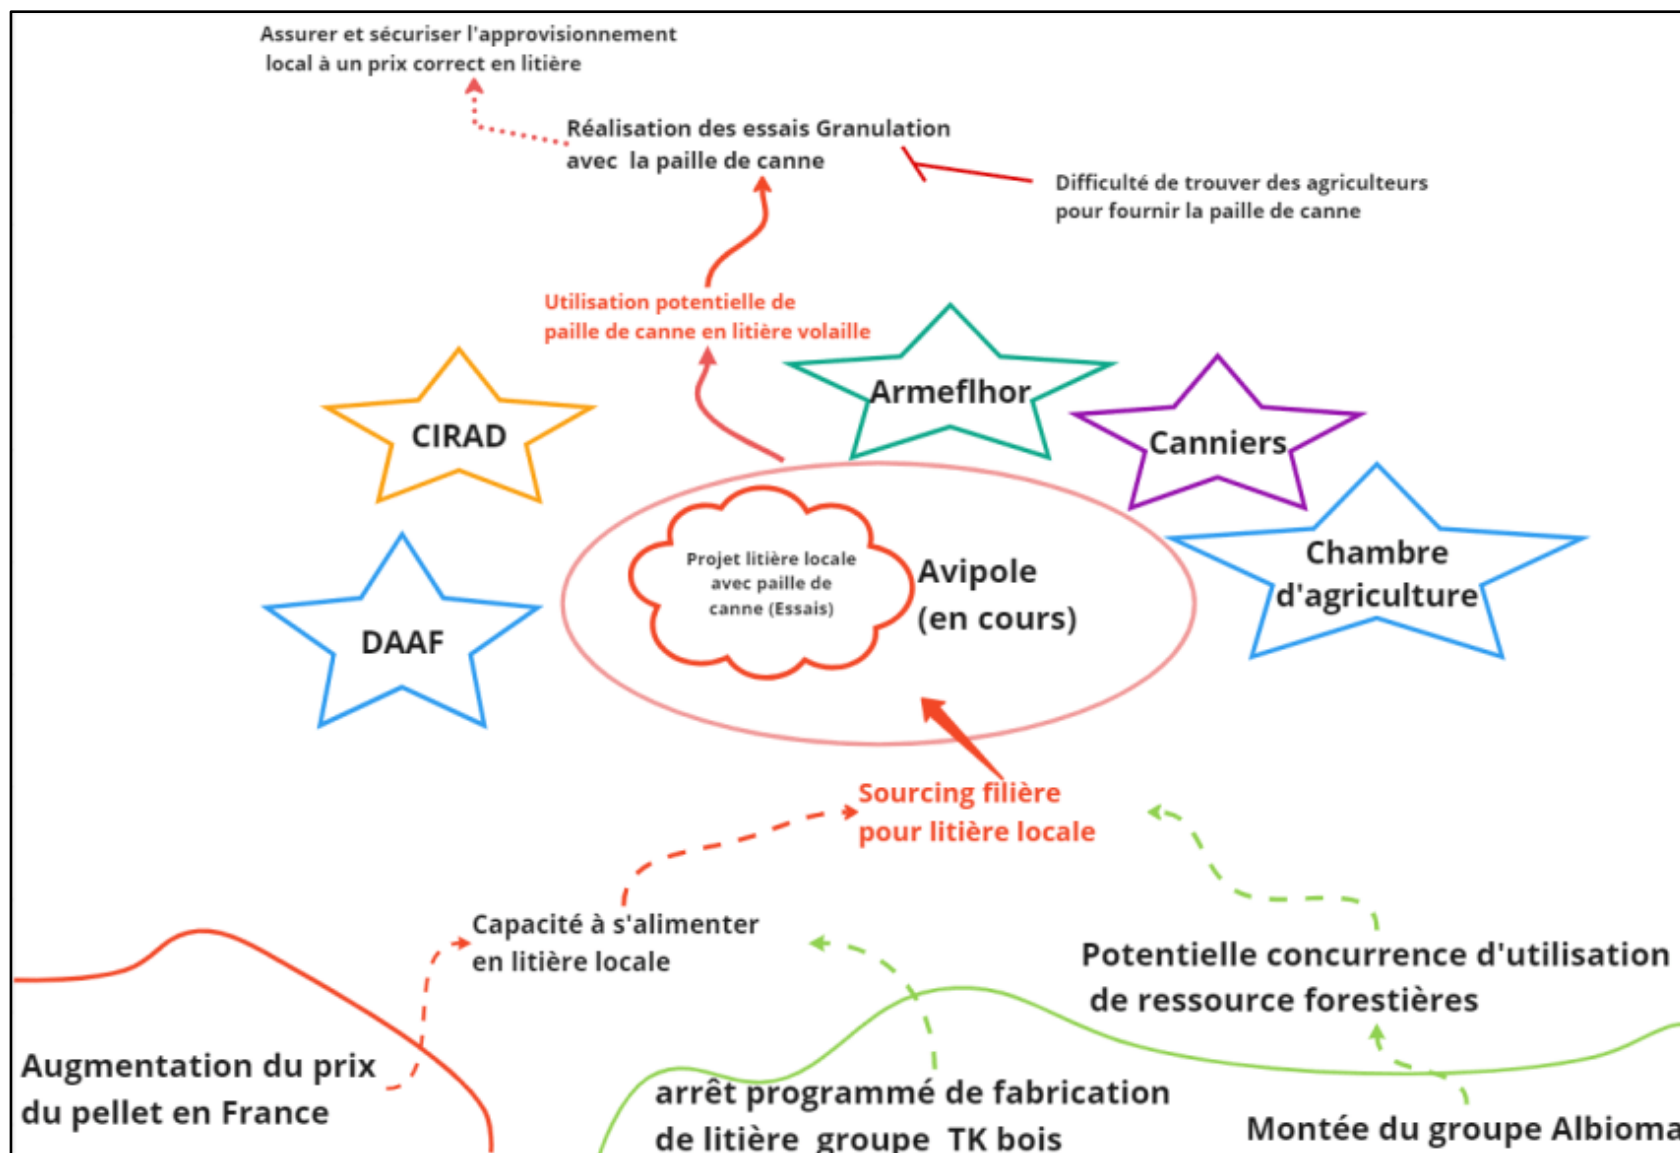 Assurer et sécuriser l'approvisionnement
local à un prix correct en litière
Réalisation des essais Granulation
avec la paille de canne
Difficulté de trouver des agriculteurs
pour fournir la paille de canne
Utilisation potentielle de
paille de canne en litière volaille
Armeflhor
CIRAD
Canniers
Chambre
d'agriculture
Projet litière locale
avec paille de
canne (Essais)
Avipole
(en cours)
DAAF
Sourcing filière
pour litière locale
Capacité à s'alimenter
en litière locale
Potentielle concurrence d'utilisation
de ressource forestières
Augmentation du prix
du pellet en France
arrêt programmé de fabrication
de litière groupe TK bois
Montée du groupe Albioma